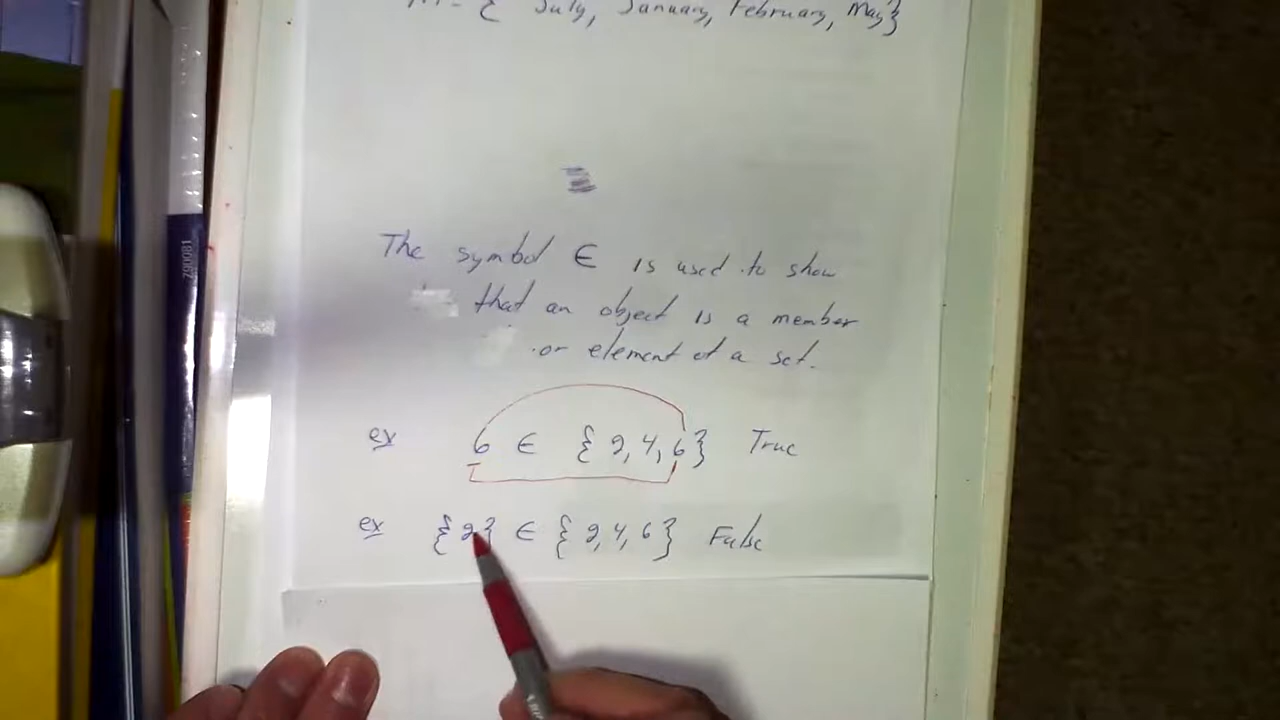 M = { July, January, February, May}
The symbol ∈ is used to show
that an object is a member
or element of a set.
ex 6 ∈ { 2, 4, 6 } True
ex { 2 } ∈ { 2, 4, 6 } False
790081